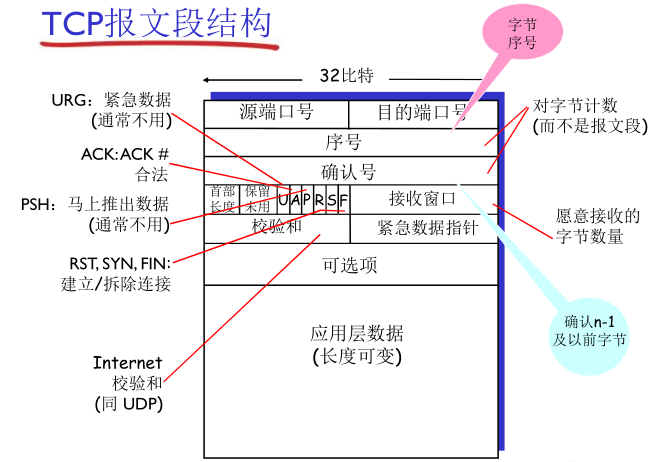 TCP报文段结构
字节
序号
32比特
URG：紧急数据
(通常不用)
源端口号
目的端口号
对字节计数
(而不是报文段)
序号
ACK:ACK #
合法
确认号
首部
长度
保留
未用
U A P R S F
接收窗口
PSH：马上推出数据
(通常不用)
愿意接收的
字节数量
校验和
紧急数据指针
RST, SYN, FIN:
建立/拆除连接
可选项
确认n-1
及以前字节
应用层数据
(长度可变)
Internet
校验和
(同 UDP)